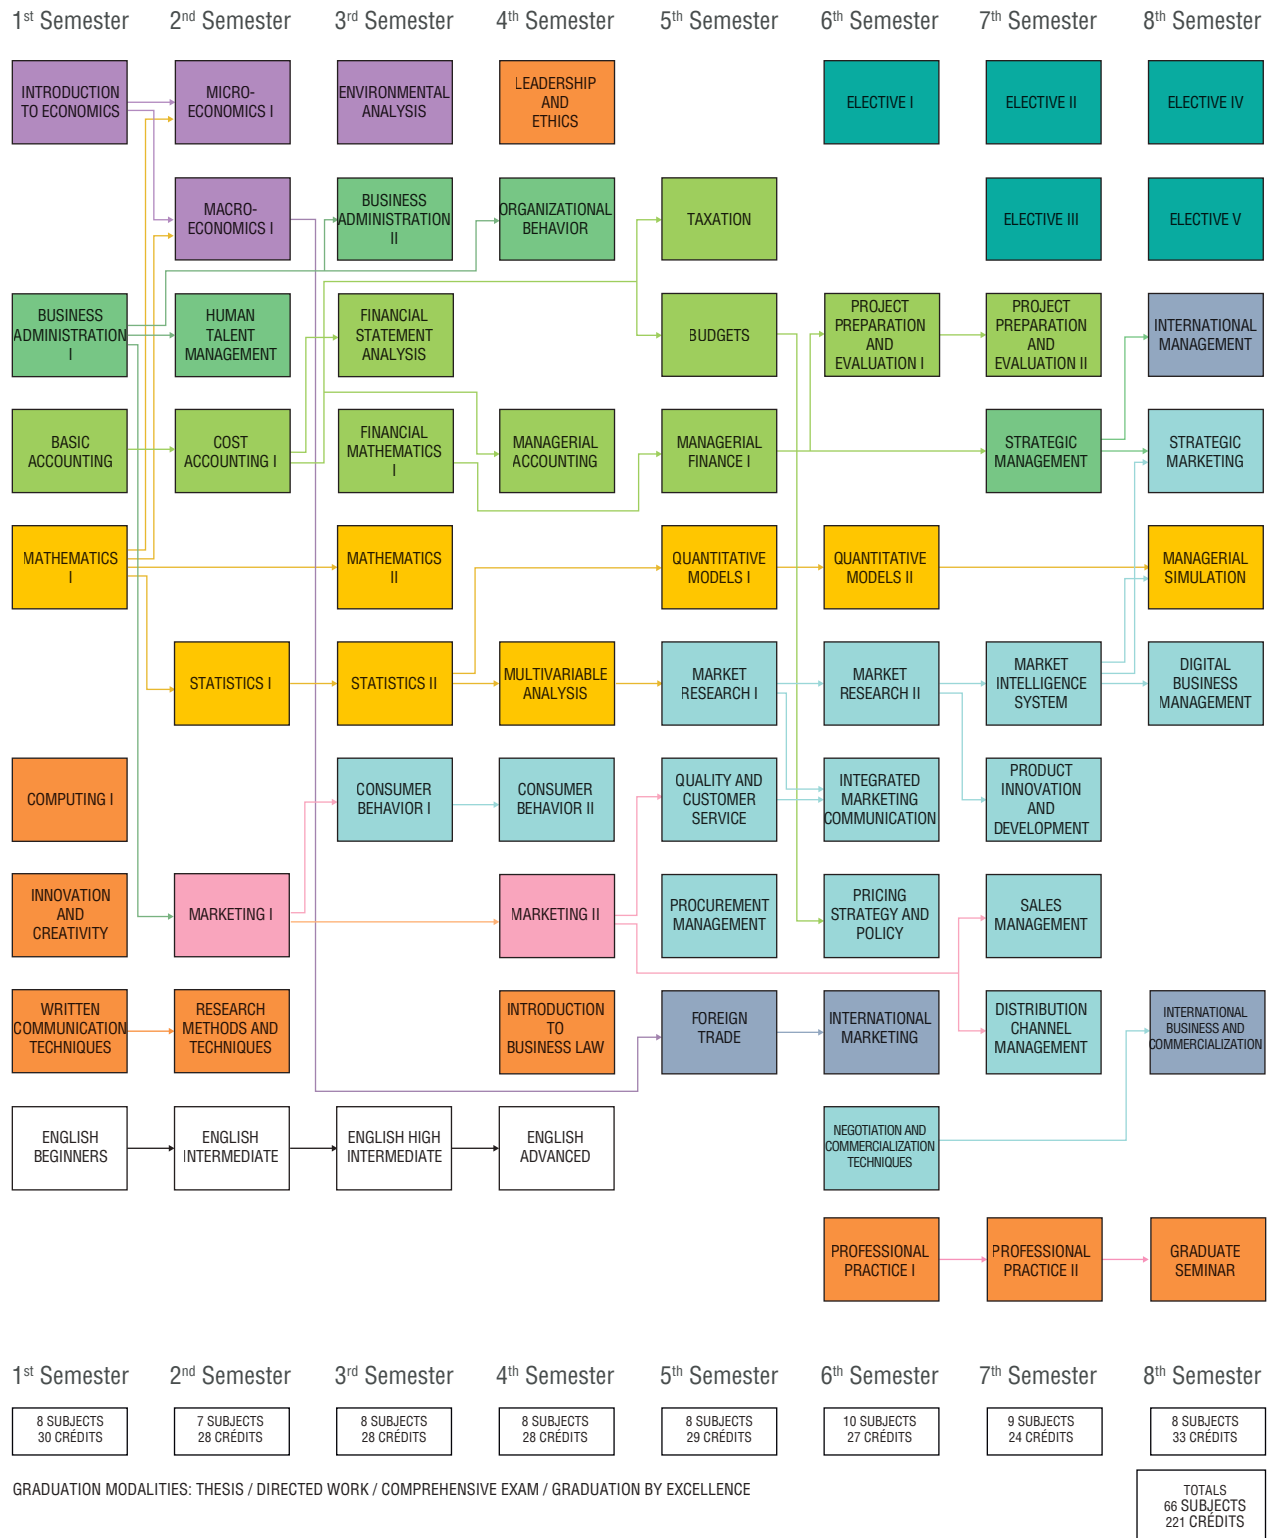 1st Semester
2nd Semester
3rd Semester
4th Semester
5th Semester
6th Semester
7th Semester
8th Semester
INTRODUCTION
TO ECONOMICS
MICRO-
ECONOMICS I
ENVIRONMENTAL
ANALYSIS
LEADERSHIP
AND
ETHICS
ELECTIVE I
ELECTIVE II
ELECTIVE IV
MACRO-
ECONOMICS I
BUSINESS
ADMINISTRATION
II
ORGANIZATIONAL
BEHAVIOR
TAXATION
ELECTIVE III
ELECTIVE V
BUSINESS
ADMINISTRATION
I
HUMAN
TALENT
MANAGEMENT
FINANCIAL
STATEMENT
ANALYSIS
BUDGETS
PROJECT
PREPARATION
AND
EVALUATION I
PROJECT
PREPARATION
AND
EVALUATION II
INTERNATIONAL
MANAGEMENT
BASIC
ACCOUNTING
COST
ACCOUNTING I
FINANCIAL
MATHEMATICS
I
MANAGERIAL
ACCOUNTING
MANAGERIAL
FINANCE I
STRATEGIC
MANAGEMENT
STRATEGIC
MARKETING
MATHEMATICS
I
MATHEMATICS
II
QUANTITATIVE
MODELS I
QUANTITATIVE
MODELS II
MANAGERIAL
SIMULATION
STATISTICS I
STATISTICS II
MULTIVARIABLE
ANALYSIS
MARKET
RESEARCH I
MARKET
RESEARCH II
MARKET
INTELLIGENCE
SYSTEM
DIGITAL
BUSINESS
MANAGEMENT
COMPUTING I
CONSUMER
BEHAVIOR I
CONSUMER
BEHAVIOR II
QUALITY AND
CUSTOMER
SERVICE
INTEGRATED
MARKETING
COMMUNICATION
PRODUCT
INNOVATION
AND
DEVELOPMENT
INNOVATION
AND
CREATIVITY
MARKETING I
MARKETING II
PROCUREMENT
MANAGEMENT
PRICING
STRATEGY AND
POLICY
SALES
MANAGEMENT
WRITTEN
COMMUNICATION
TECHNIQUES
RESEARCH
METHODS AND
TECHNIQUES
INTRODUCTION
TO
BUSINESS LAW
FOREIGN
TRADE
INTERNATIONAL
MARKETING
DISTRIBUTION
CHANNEL
MANAGEMENT
INTERNATIONAL
BUSINESS AND
COMMERCIALIZATION
ENGLISH
BEGINNERS
ENGLISH
INTERMEDIATE
ENGLISH HIGH
INTERMEDIATE
ENGLISH
ADVANCED
NEGOTIATION AND
COMMERCIALIZATION
TECHNIQUES
PROFESSIONAL
PRACTICE I
PROFESSIONAL
PRACTICE II
GRADUATE
SEMINAR
1st Semester
2nd Semester
3rd Semester
4th Semester
5th Semester
6th Semester
7th Semester
8th Semester
8 SUBJECTS
30 CRÉDITS
7 SUBJECTS
28 CRÉDITS
8 SUBJECTS
28 CRÉDITS
8 SUBJECTS
28 CRÉDITS
8 SUBJECTS
29 CRÉDITS
10 SUBJECTS
27 CRÉDITS
9 SUBJECTS
24 CRÉDITS
8 SUBJECTS
33 CRÉDITS
GRADUATION MODALITIES: THESIS / DIRECTED WORK / COMPREHENSIVE EXAM / GRADUATION BY EXCELLENCE
TOTALS
66 SUBJECTS
221 CRÉDITS